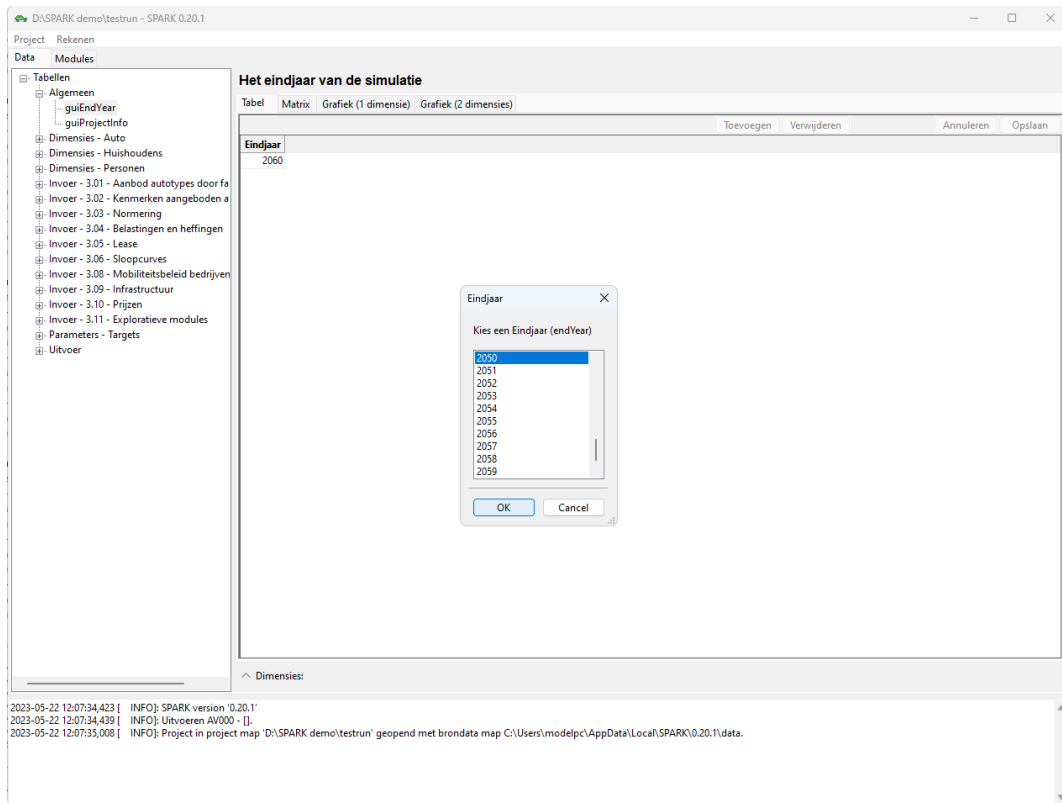 D:\SPARK demo\testrun - SPARK 0.20.1
Project Rekenen
Data Modules
Tabellen
Algemeen
guiEndYear
guiProjectInfo
Dimensies - Auto
Dimensies - Huishoudens
Dimensies - Personen
Invoer - 3.01 - Aanbod autotypes door fa
Invoer - 3.02 - Kenmerken aangeboden a
Invoer - 3.03 - Normering
Invoer - 3.04 - Belastingen en heffingen
Invoer - 3.05 - Lease
Invoer - 3.06 - Sloopcurves
Invoer - 3.08 - Mobiliteitsbeleid bedrijven
Invoer - 3.09 - Infrastructuur
Invoer - 3.10 - Prijzen
Invoer - 3.11 - Exploratieve modules
Parameters - Targets
Uitvoer
Het eindjaar van de simulatie
Tabel Matrix Grafiek (1 dimensie) Grafiek (2 dimensies)
Toevoegen Verwijderen Annuleren Opslaan
Eindjaar
2060
Eindjaar
Kies een Eindjaar (endYear)
2050
2051
2052
2053
2054
2055
2056
2057
2058
2059
OK Cancel
Dimensies:
2023-05-22 12:07:34,423 [ INFO]: SPARK version '0.20.1'
2023-05-22 12:07:34,439 [ INFO]: Uitvoeren AV000 - [].
2023-05-22 12:07:35,008 [ INFO]: Project in project map 'D:\SPARK demo\testrun' geopend met brondata map C:\Users\modelpc\AppData\Local\SPARK\0.20.1\data.